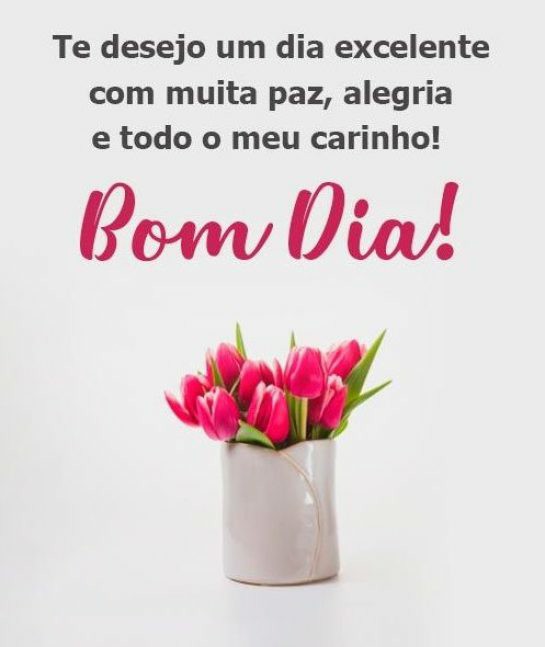 Te desejo um dia excelente
com muita paz, alegria
e todo o meu carinho!
Bom Dia!